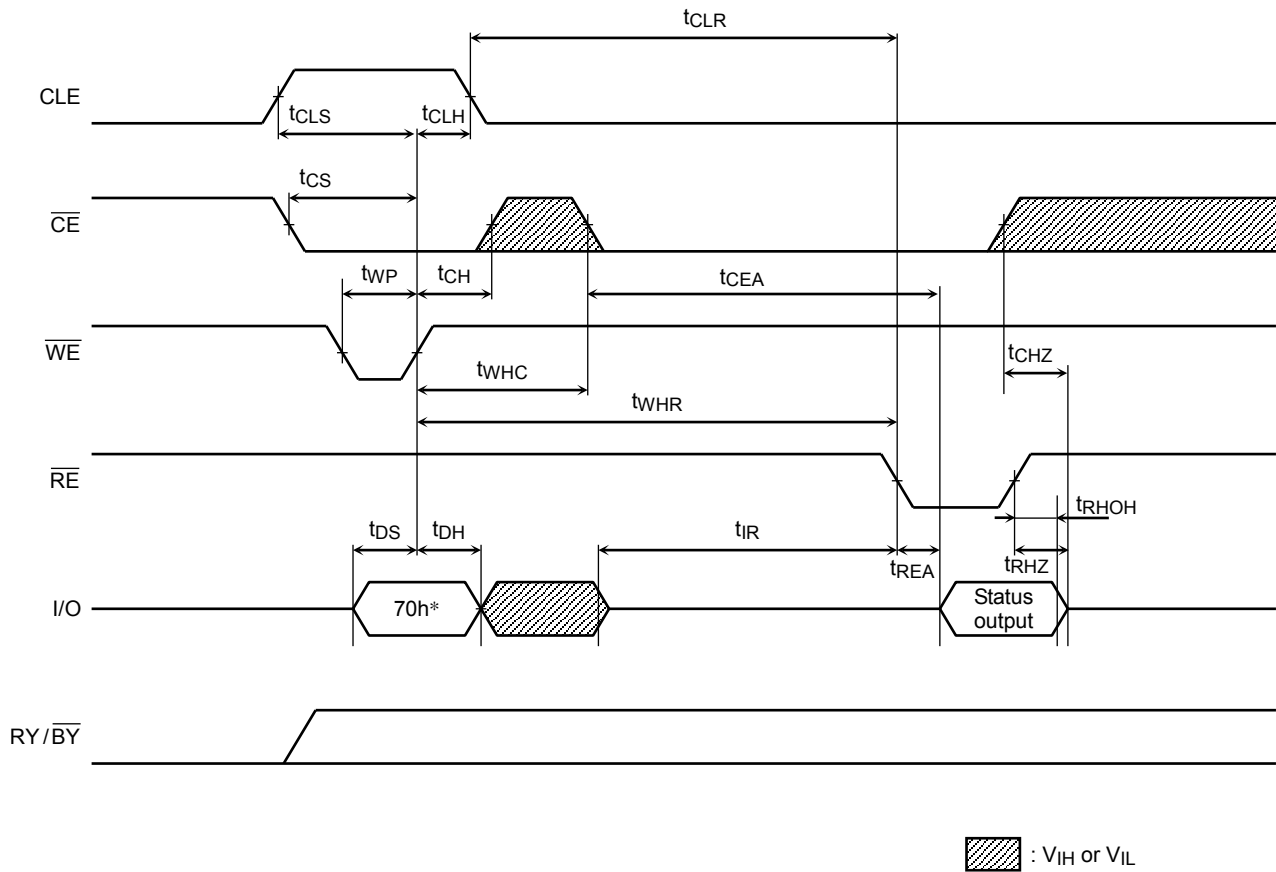 tCLR
CLE
tCLS tCLH
tCS
CE
tWP tCH tCEA
WE
tCHZ
tWHC
tWHR
RE
tRHOH
tDS tDH tIR
tREA tRHZ
I/O 70h* Status output
RY/BY
: VIH or VIL